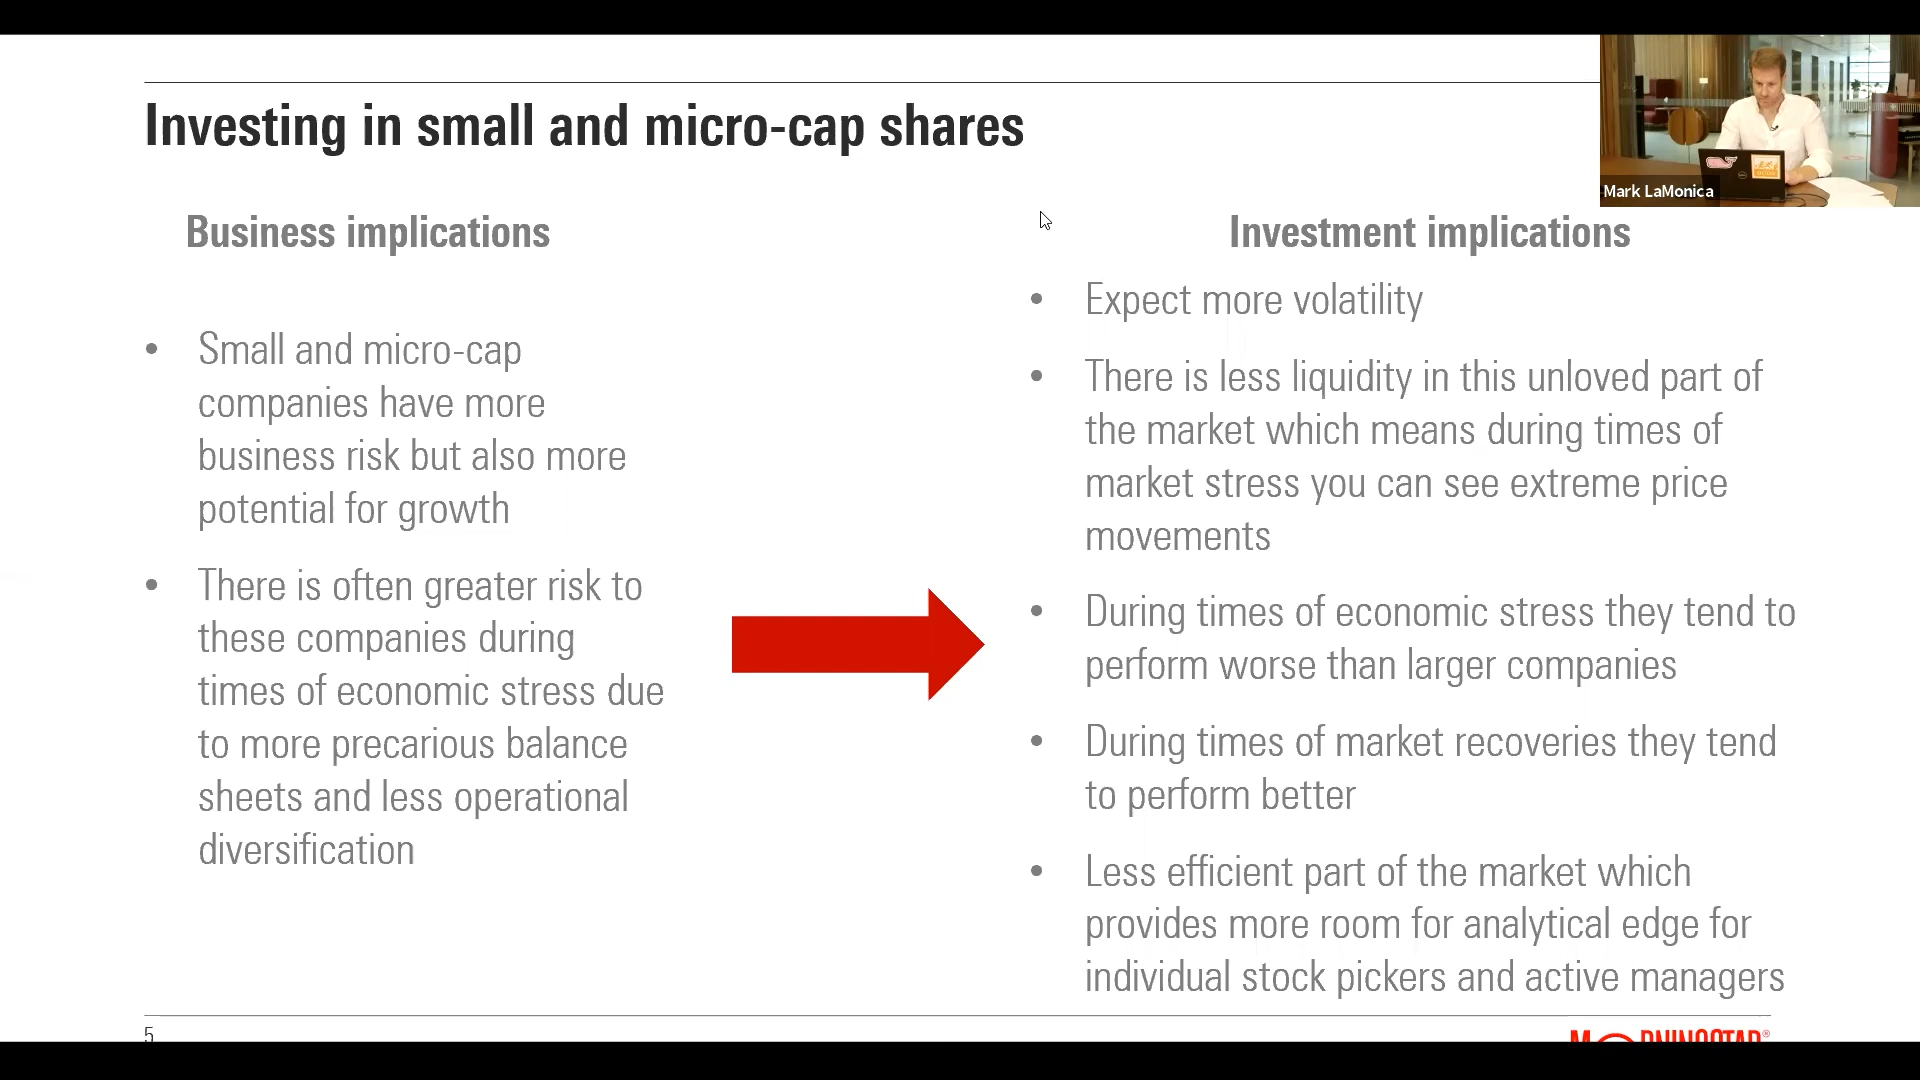 Investing in small and micro-cap shares
Mark LaMonica
Business implications
• Small and micro-cap
companies have more
business risk but also more
potential for growth
• There is often greater risk to
these companies during
times of economic stress due
to more precarious balance
sheets and less operational
diversification
Investment implications
• Expect more volatility
• There is less liquidity in this unloved part of
the market which means during times of
market stress you can see extreme price
movements
• During times of economic stress they tend to
perform worse than larger companies
• During times of market recoveries they tend
to perform better
• Less efficient part of the market which
provides more room for analytical edge for
individual stock pickers and active managers
5
MORNINGSTAR®